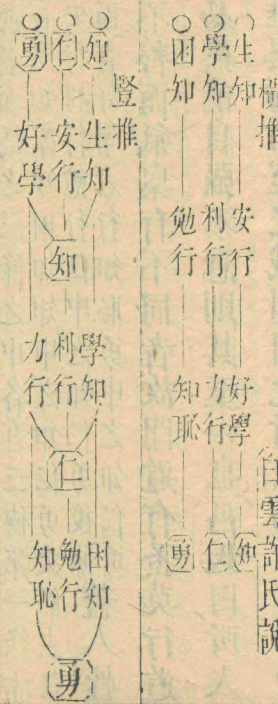 白雲許氏說
橫推
○生知 安行 好學 知
○學知 利行 力行 仁
○困知 勉行 知恥 勇
豎推
○知 生知 學知 困知
○仁 安行 利行 勉行
○勇 好學 力行 知恥
知 仁 勇